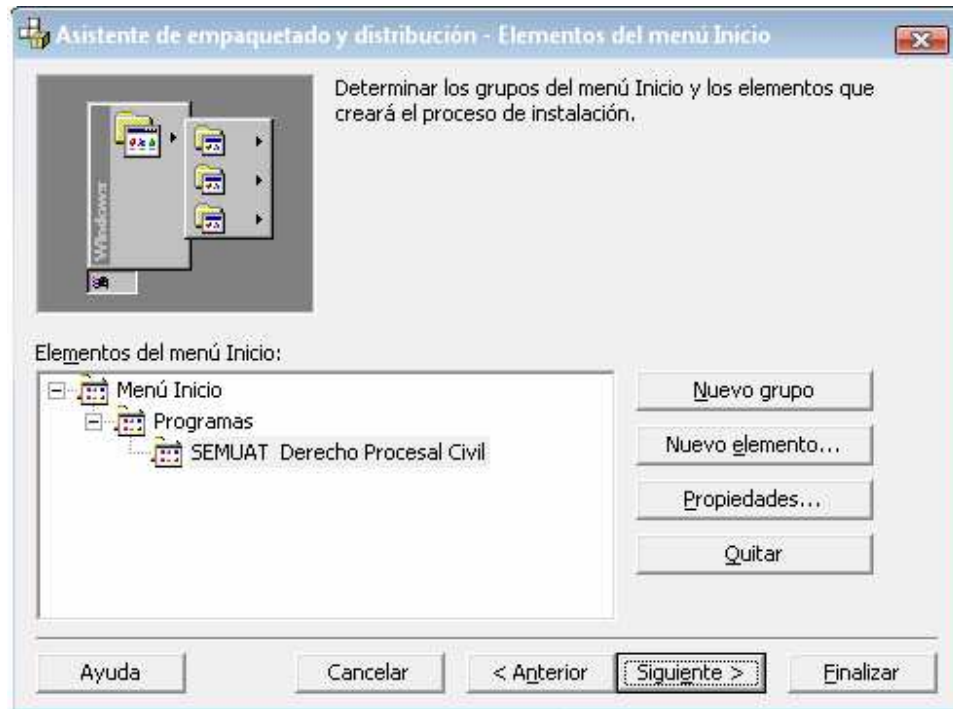 Asistente de empaquetado y distribución - Elementos del menú Inicio
Determinar los grupos del menú Inicio y los elementos que
creará el proceso de instalación.
Windows
Elementos del menú Inicio:
Menú Inicio
Programas
SEMUAT Derecho Procesal Civil
Nuevo grupo
Nuevo elemento...
Propiedades...
Quitar
Ayuda
Cancelar
< Anterior
Siguiente >
Finalizar